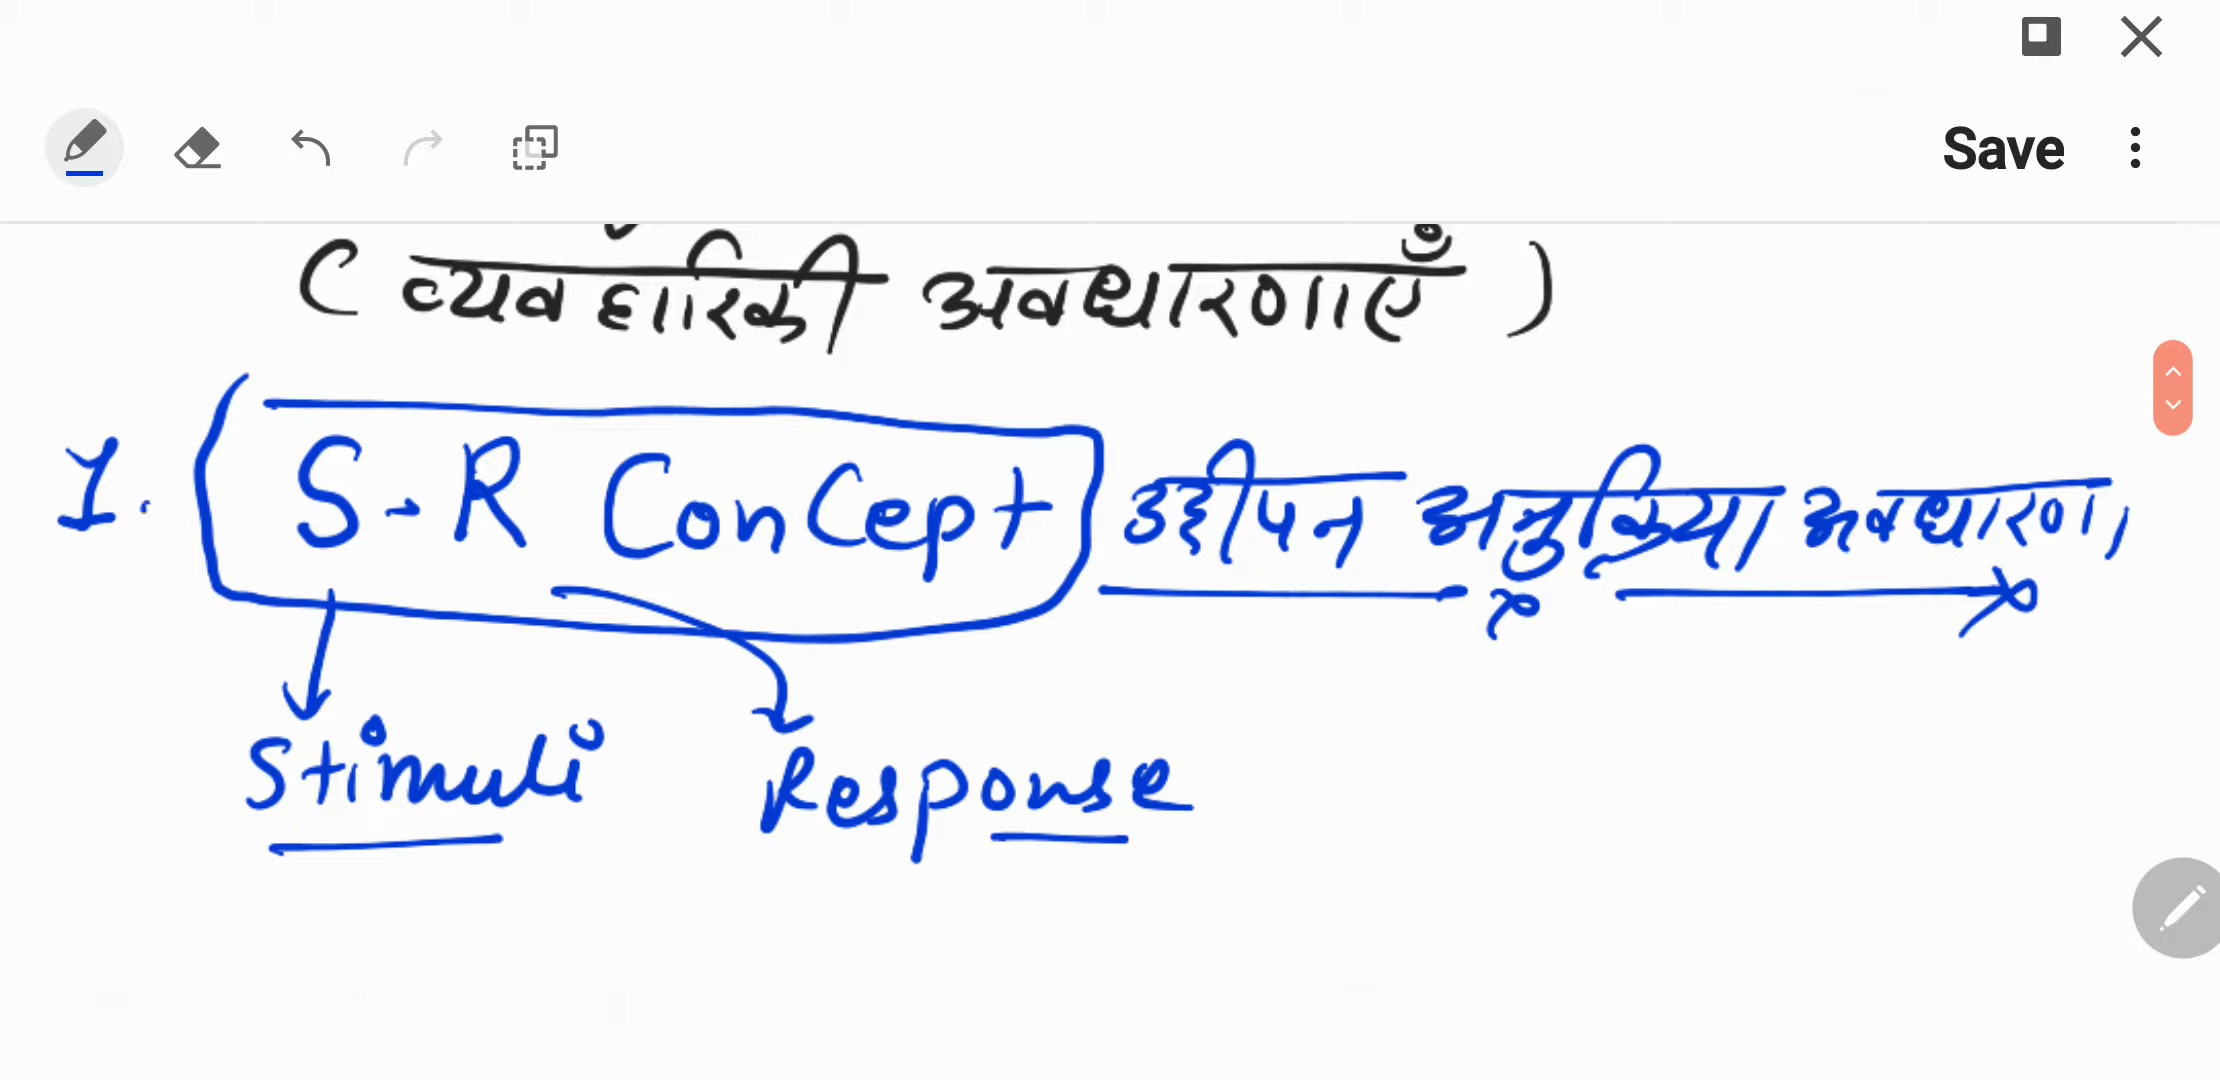 Save
( व्यवहारिकी अवधारणाएँ )
1. S→R Concept उद्दीपन अनुक्रिया अवधारणा
Stimuli Response